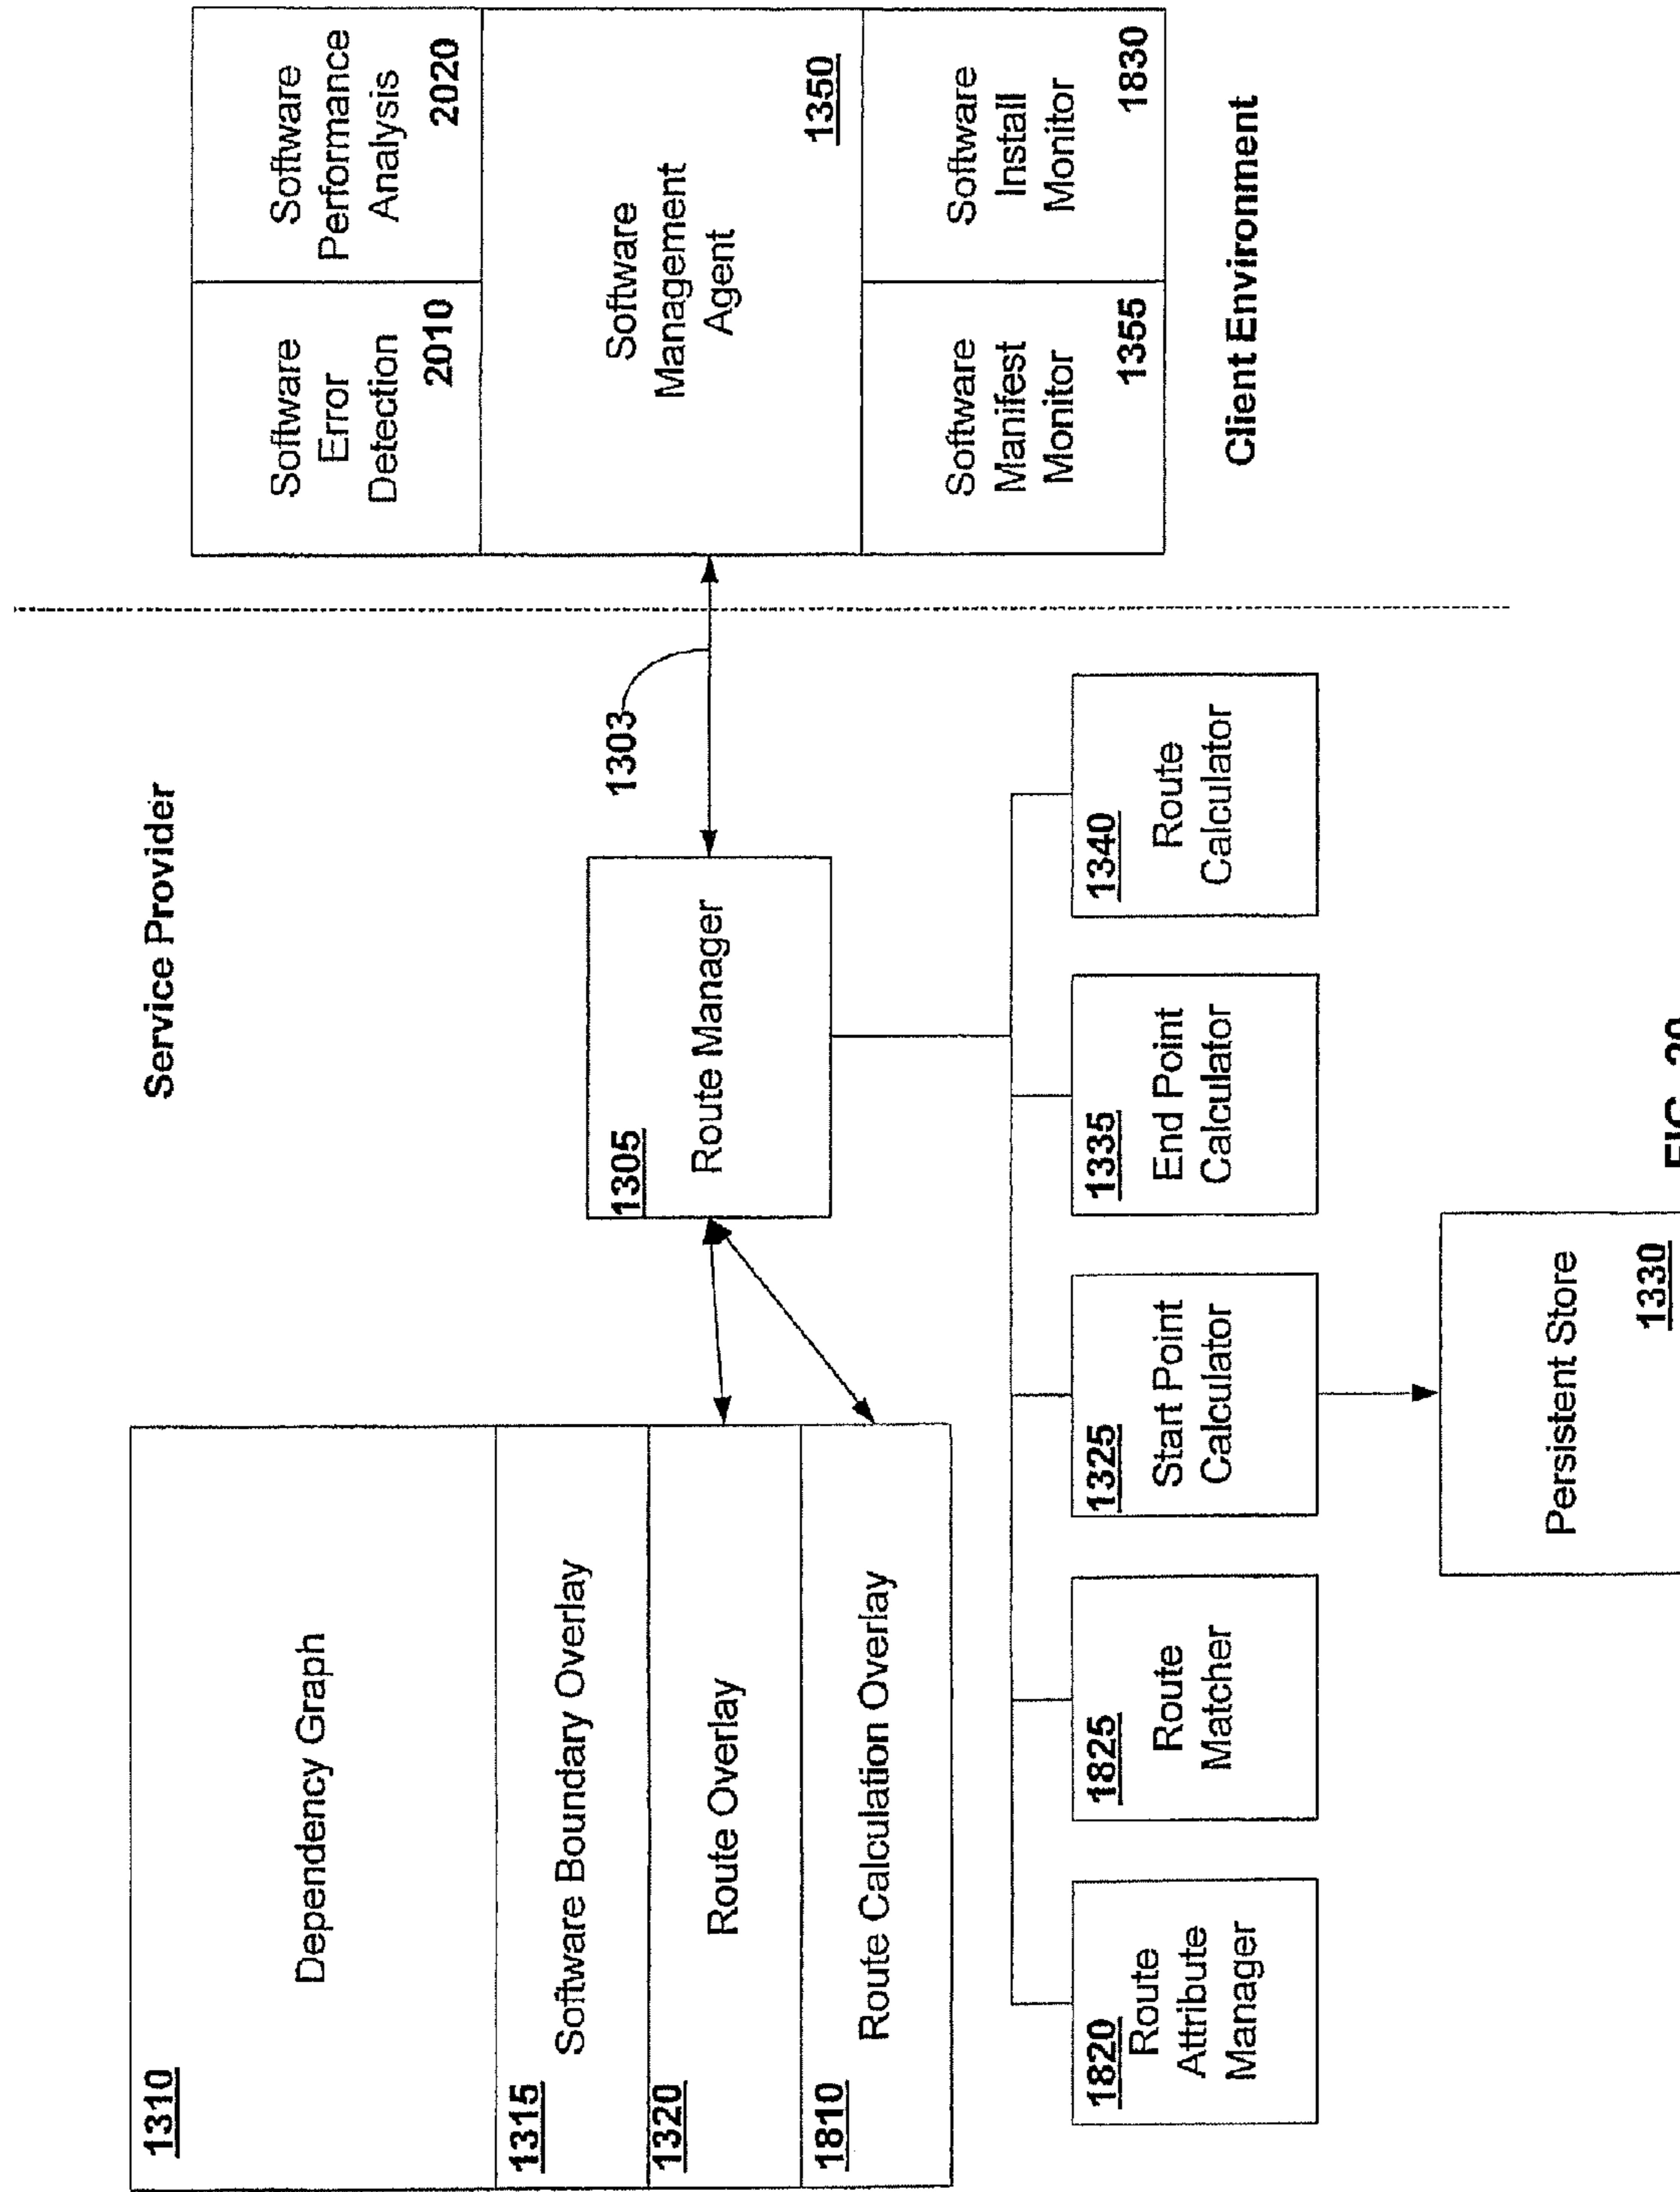 Service Provider
1310
Dependency Graph
1315
Software Boundary Overlay
1320
Route Overlay
1810
Route Calculation Overlay
1305
Route Manager
1303
1820
Route
Attribute
Manager
1825
Route
Matcher
1325
Start Point
Calculator
1335
End Point
Calculator
1340
Route
Calculator
Persistent Store
1330
Software
Error
Detection
2010
Software
Performance
Analysis
2020
Software
Management
Agent
1350
Software
Manifest
Monitor
1355
Software
Install
Monitor
1830
Client Environment
FIG. 20